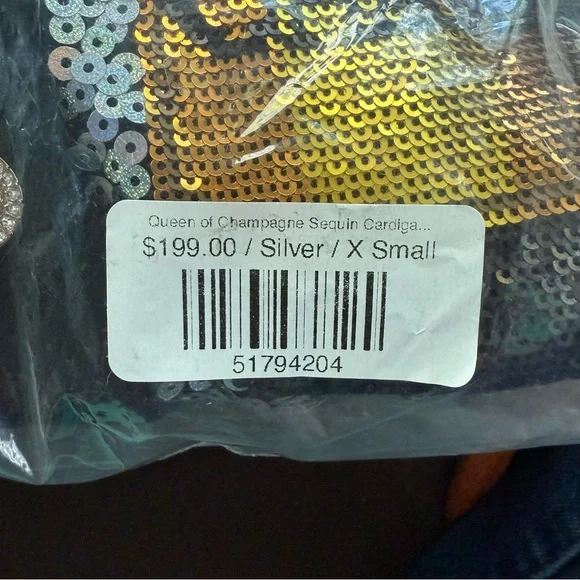 Queen of Champagne Sequin Cardiga...
$199.00 / Silver / X Small
51794204